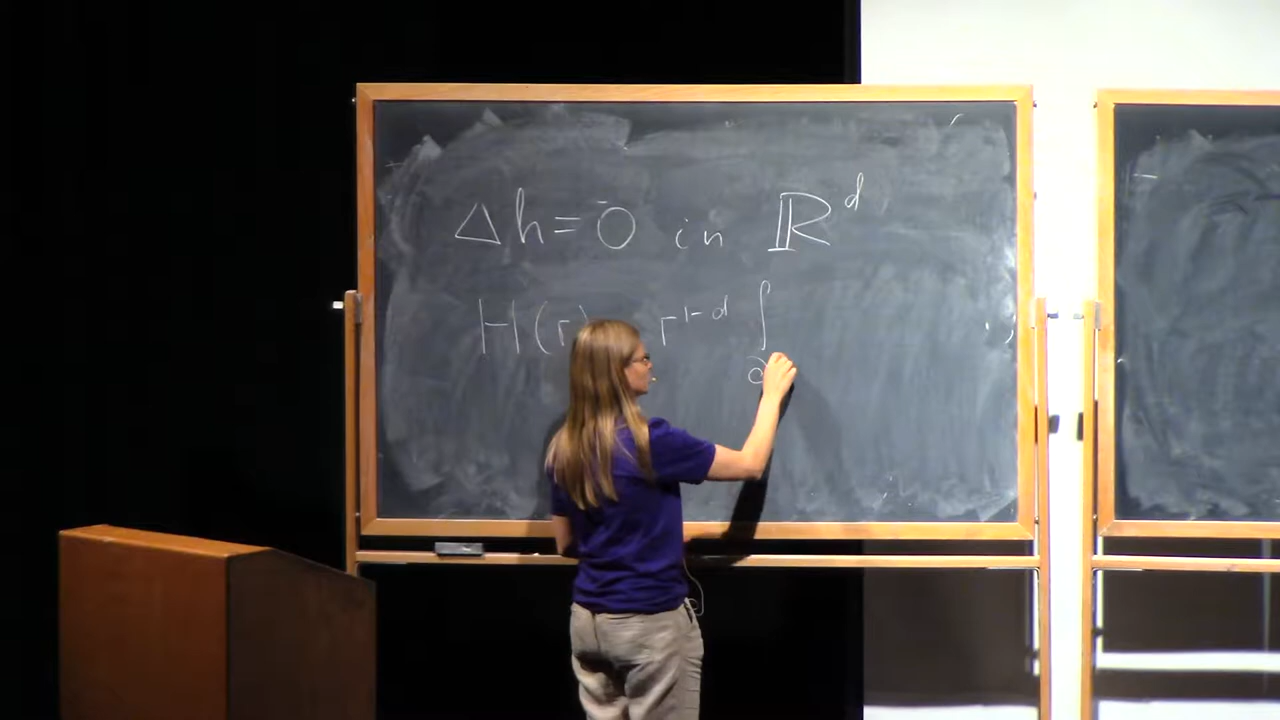 Δh = 0 in ℝ^d
H(r) r^{1-d} ∫_∂